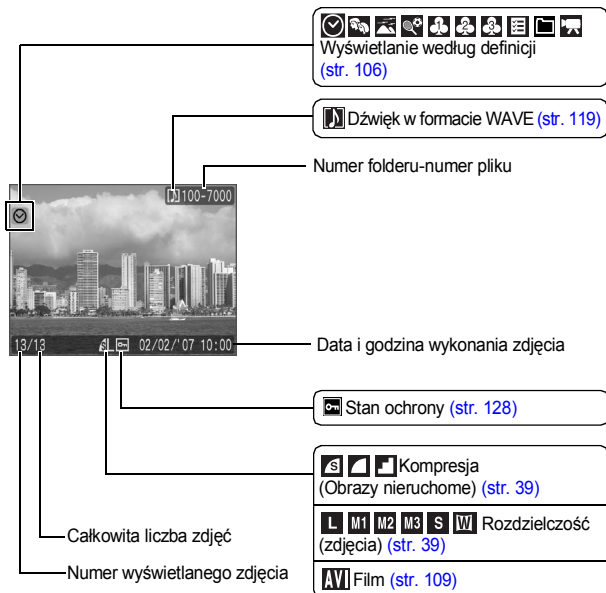 Wyświetlanie według definicji
(str. 106)
Dźwięk w formacie WAVE (str. 119)
Numer folderu-numer pliku
100-7000
13/13 S L 02/02/'07 10:00
Data i godzina wykonania zdjęcia
Stan ochrony (str. 128)
S Kompresja
(Obrazy nieruchome) (str. 39)
L M1 M2 M3 S W Rozdzielczość
(zdjęcia) (str. 39)
AVI Film (str. 109)
Całkowita liczba zdjęć
Numer wyświetlanego zdjęcia